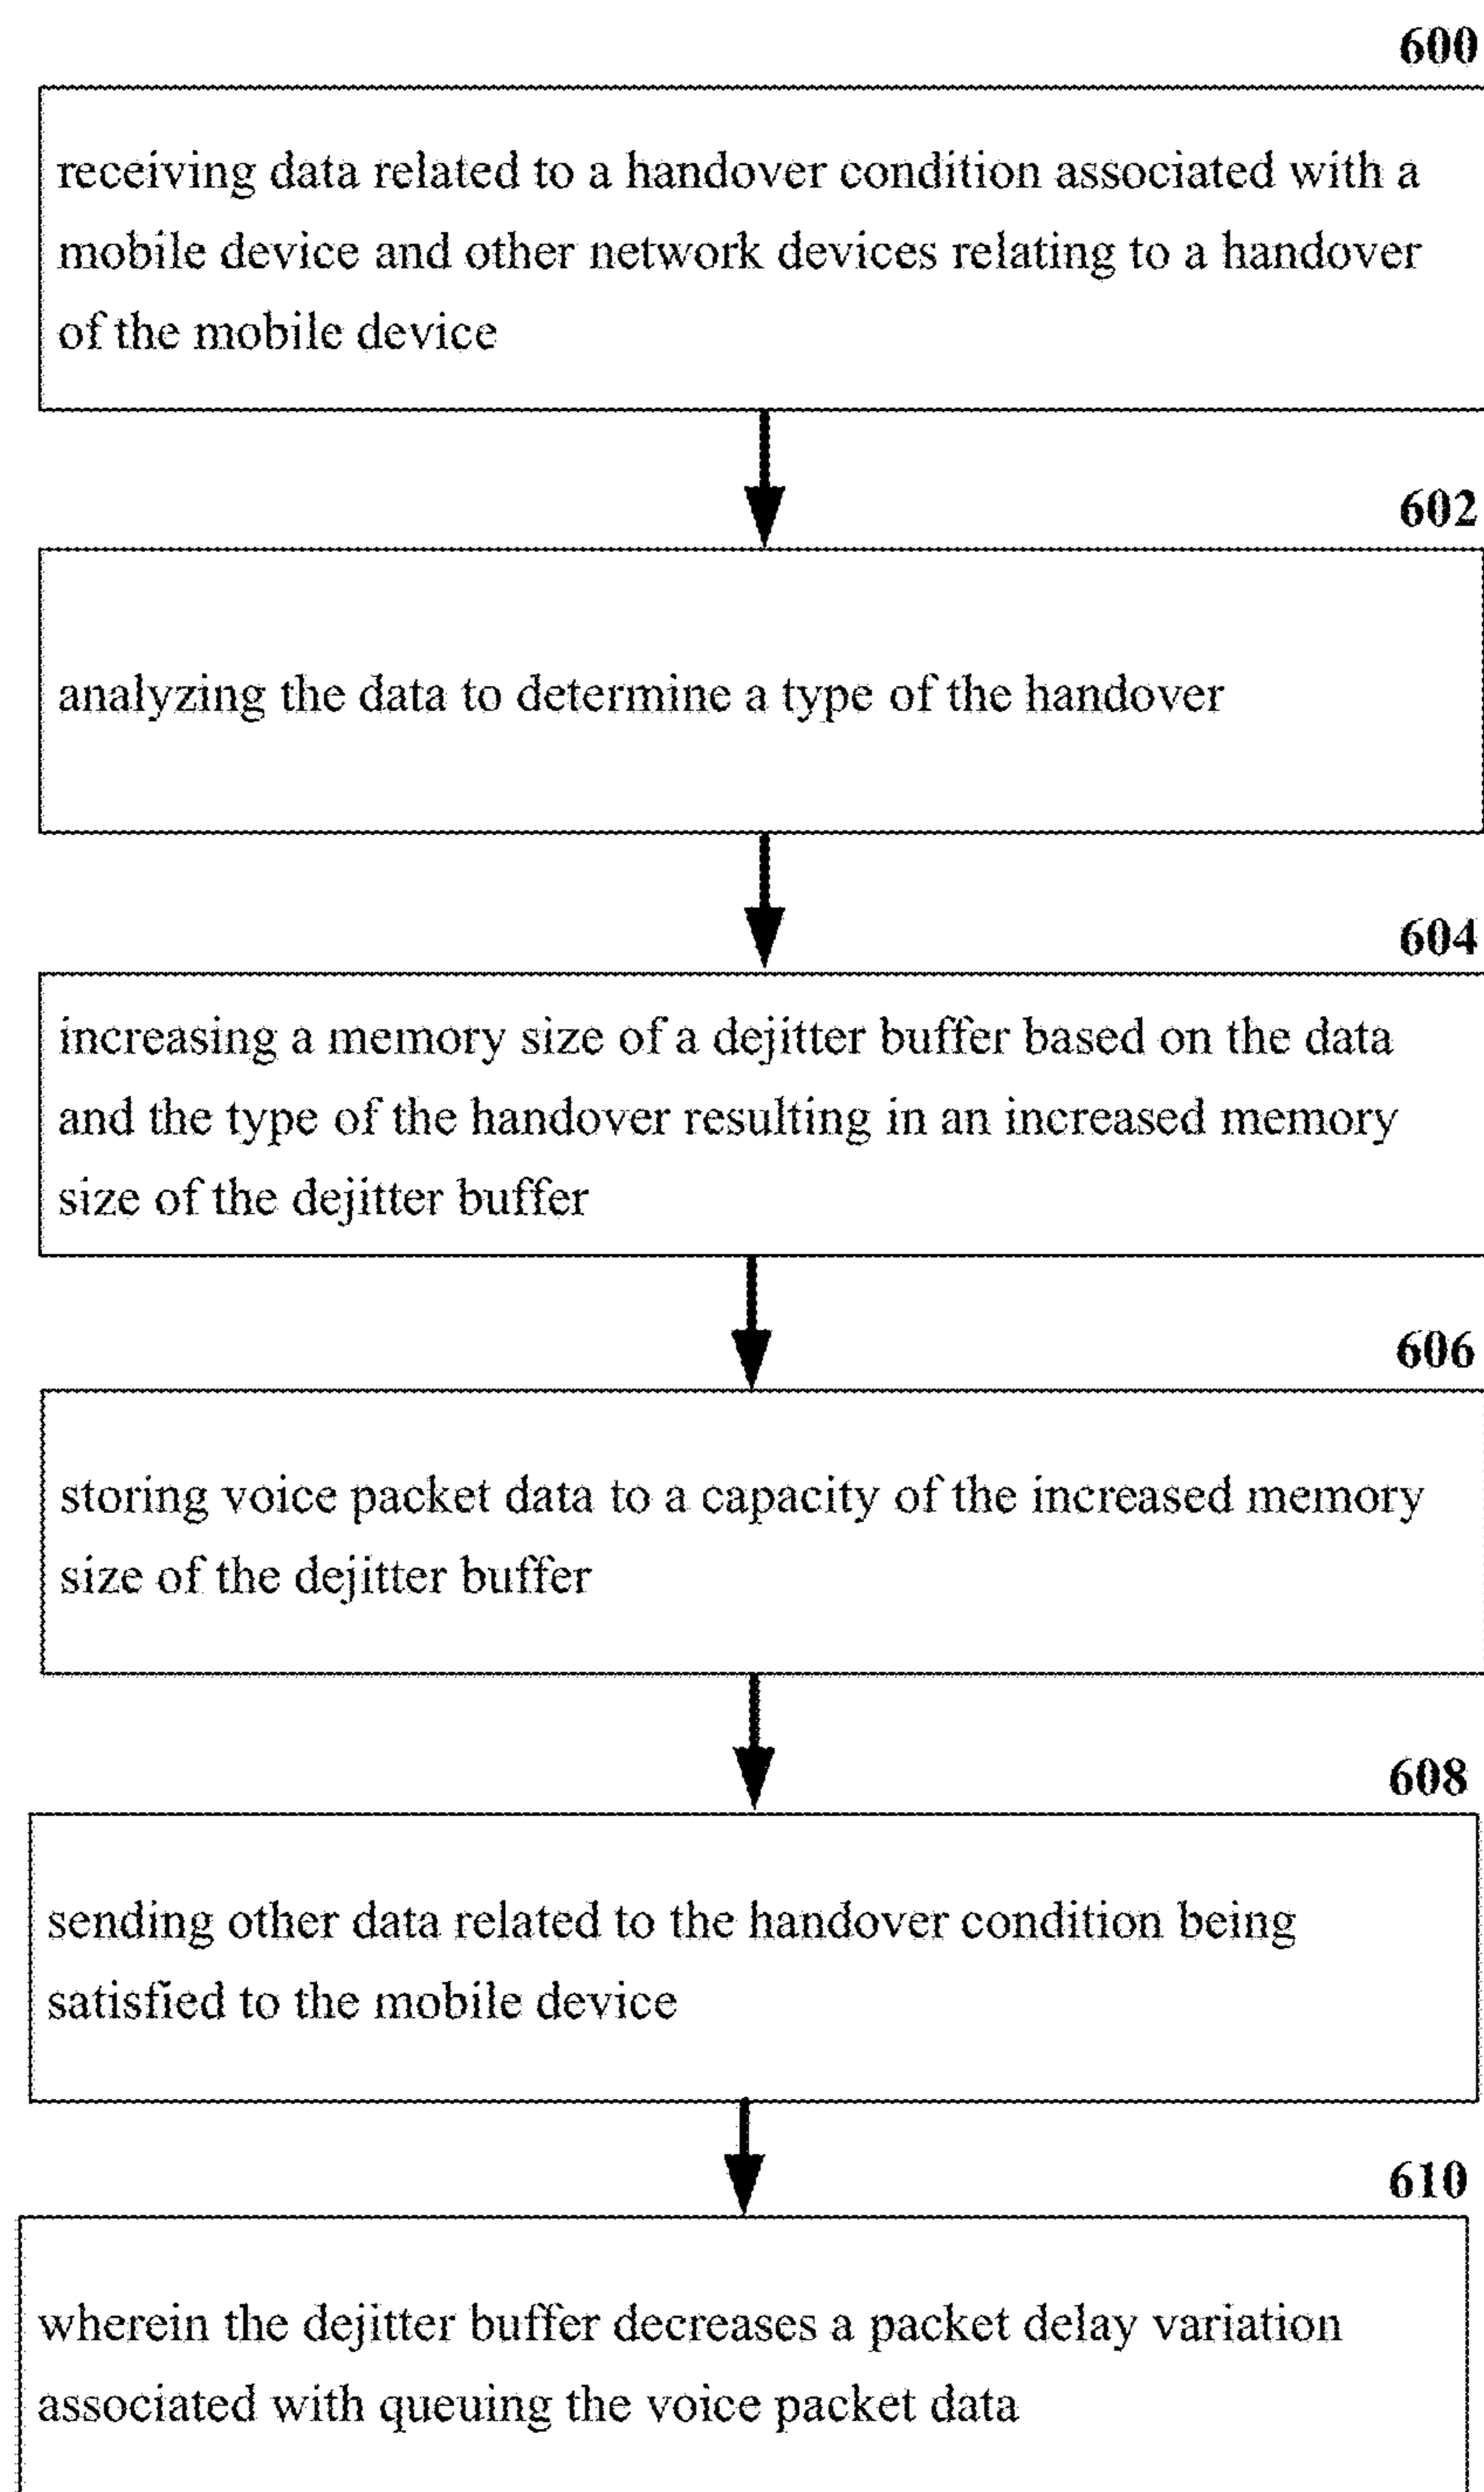 600
receiving data related to a handover condition associated with a
mobile device and other network devices relating to a handover
of the mobile device
602
analyzing the data to determine a type of the handover
604
increasing a memory size of a dejitter buffer based on the data
and the type of the handover resulting in an increased memory
size of the dejitter buffer
606
storing voice packet data to a capacity of the increased memory
size of the dejitter buffer
608
sending other data related to the handover condition being
satisfied to the mobile device
610
wherein the dejitter buffer decreases a packet delay variation
associated with queuing the voice packet data